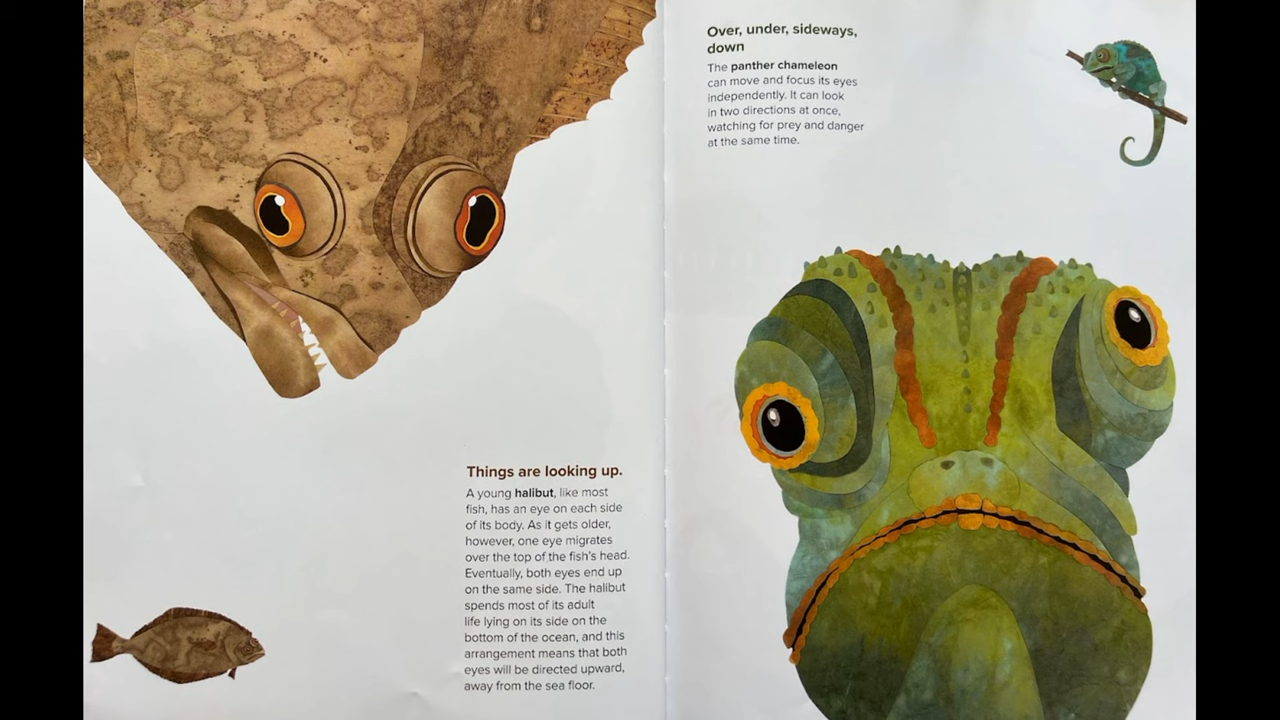 Things are looking up.
A young halibut, like most
fish, has an eye on each side
of its body. As it gets older,
however, one eye migrates
over the top of the fish's head.
Eventually, both eyes end up
on the same side. The halibut
spends most of its adult
life lying on its side on the
bottom of the ocean, and this
arrangement means that both
eyes will be directed upward,
away from the sea floor.
Over, under, sideways,
down
The panther chameleon
can move and focus its eyes
independently. It can look
in two directions at once,
watching for prey and danger
at the same time.